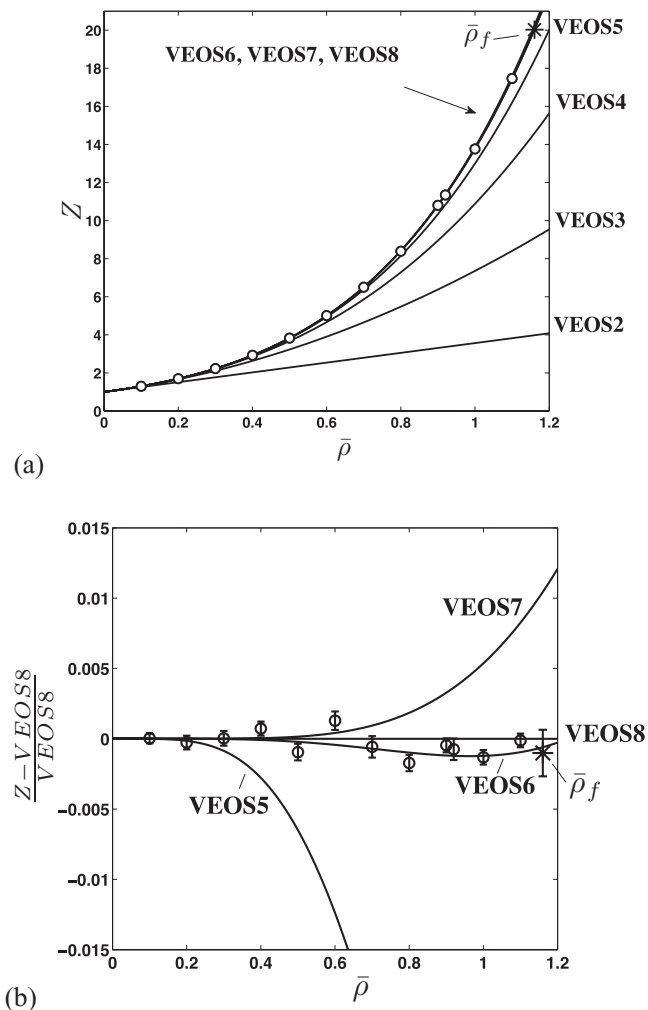 20
18
16
14
12
10
8
6
4
2
0
Z
VEOS6, VEOS7, VEOS8
ρ̄f
VEOS5
VEOS4
VEOS3
VEOS2
0 0.2 0.4 0.6 0.8 1 1.2
ρ̄
(a)
0.015
0.01
0.005
0
−0.005
−0.01
−0.015
Z−VEOS8
VEOS8
VEOS7
VEOS8
VEOS6
VEOS5
ρ̄f
0 0.2 0.4 0.6 0.8 1 1.2
ρ̄
(b)